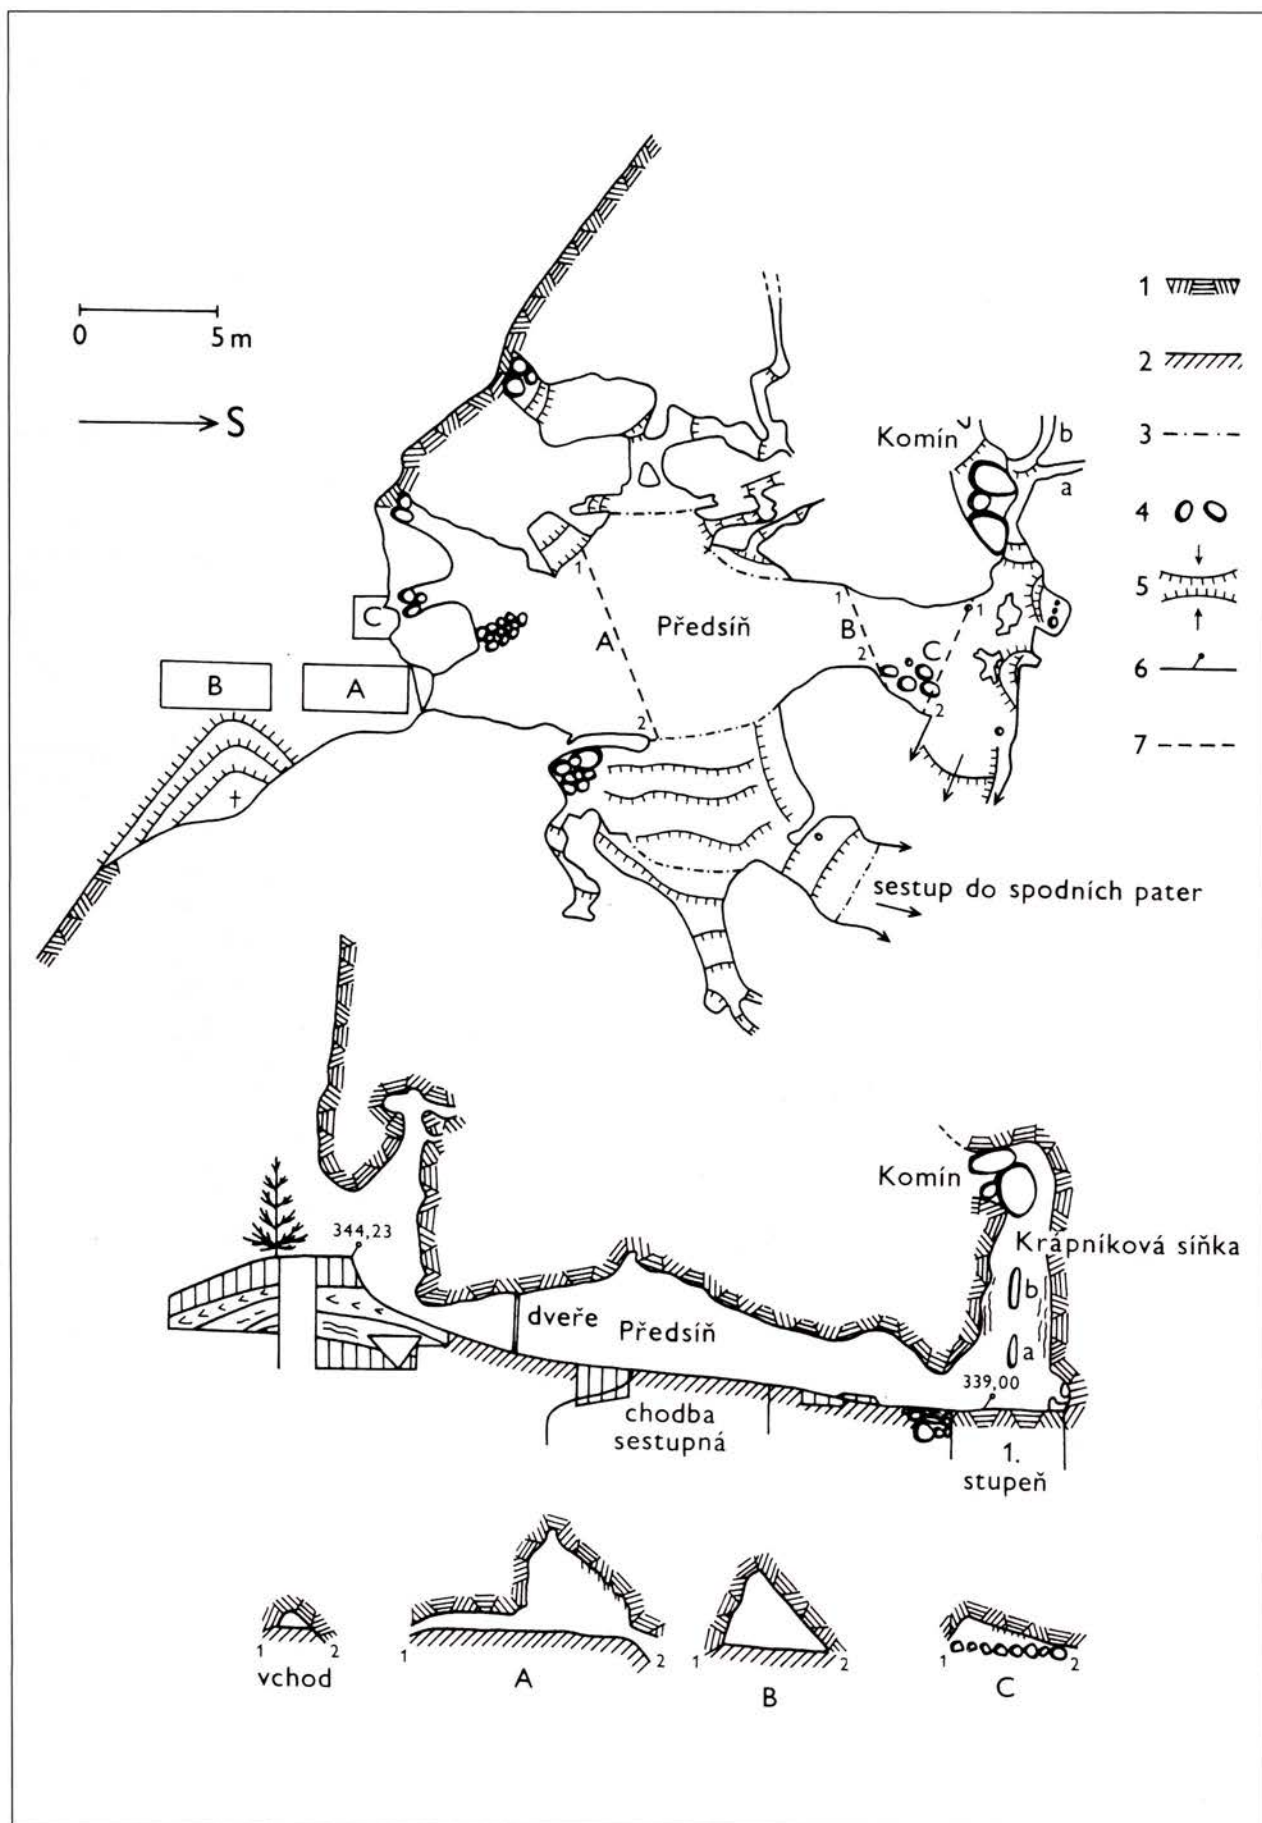 0 5 m
S
1
2
3
4
5
6
7
Komín
b
a
1
1
1
A
Předsíň
B
C
2
2
2
C
B
A
†
sestup do spodních pater
344,23
dveře
Předsíň
Komín
Krápníková síňka
b
a
339,00
chodba
sestupná
1.
stupeň
1 2
vchod
1 2
A
1 2
B
1 2
C